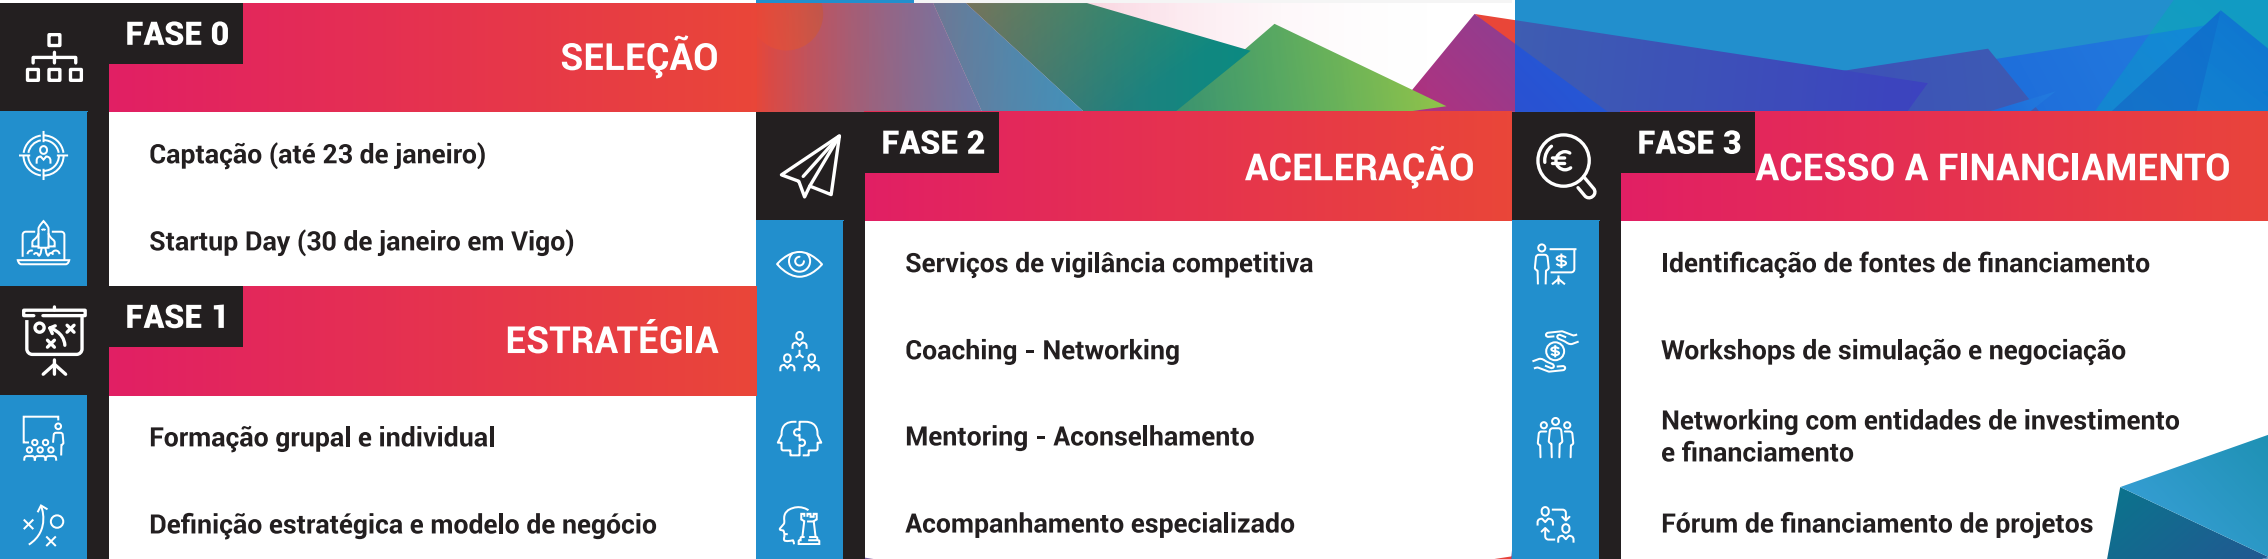 FASE 0
SELEÇÃO
Captação (até 23 de janeiro)
Startup Day (30 de janeiro em Vigo)
FASE 1
ESTRATÉGIA
Formação grupal e individual
Definição estratégica e modelo de negócio
FASE 2
ACELERAÇÃO
Serviços de vigilância competitiva
Coaching - Networking
Mentoring - Aconselhamento
Acompanhamento especializado
FASE 3
ACESSO A FINANCIAMENTO
Identificação de fontes de financiamento
Workshops de simulação e negociação
Networking com entidades de investimento
e financiamento
Fórum de financiamento de projetos